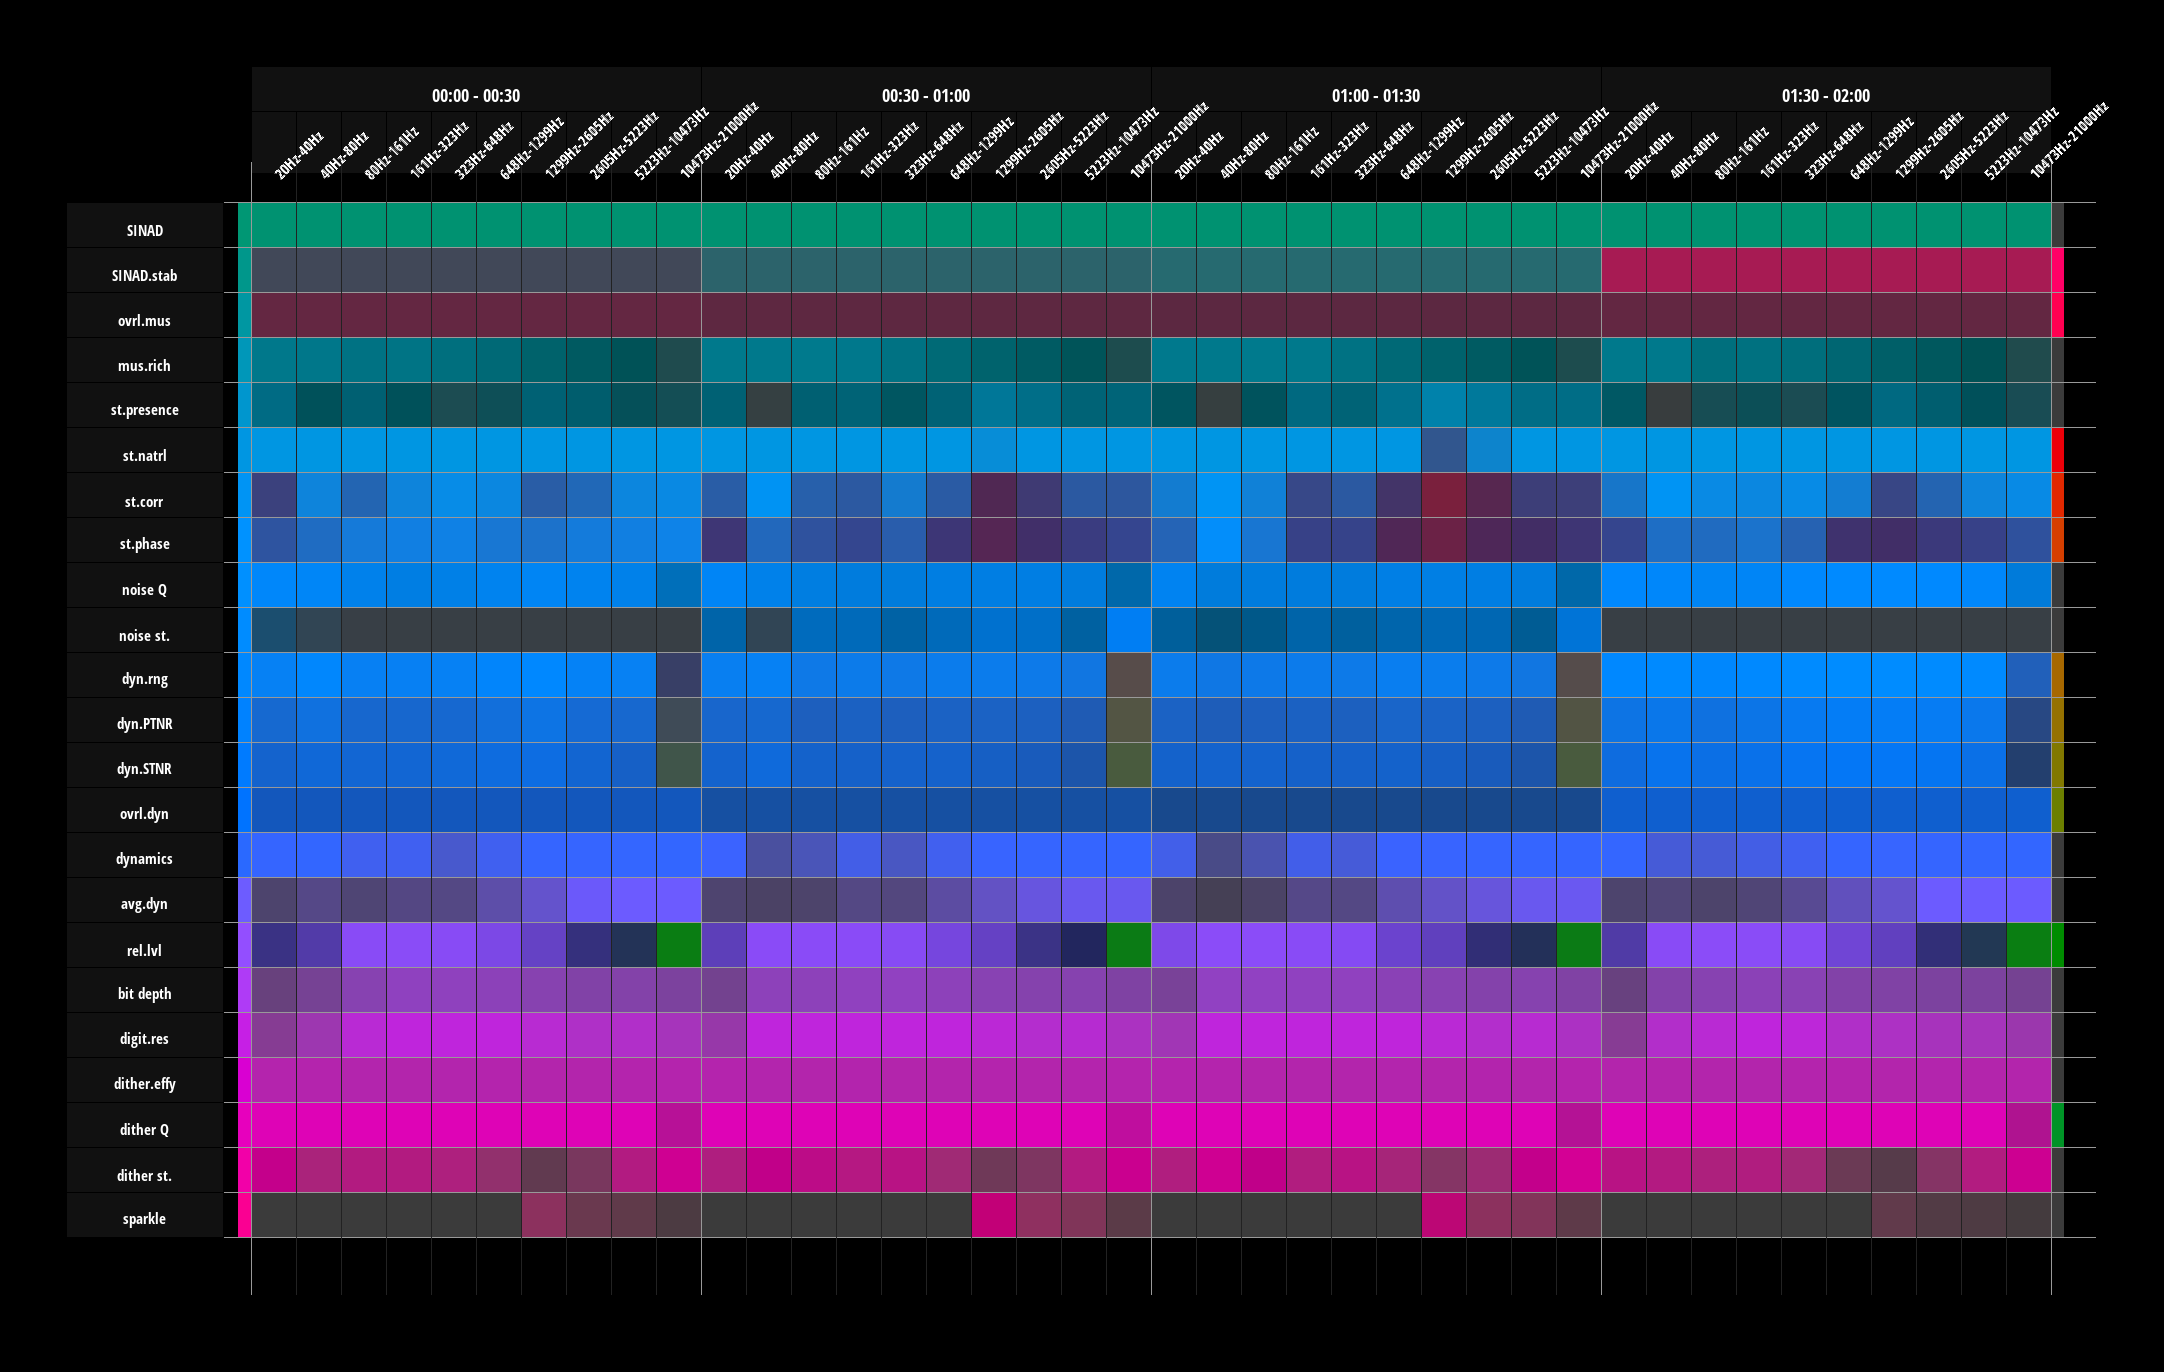 00:00 - 00:30 00:30 - 01:00 01:00 - 01:30 01:30 - 02:00
20Hz-40Hz 40Hz-80Hz 80Hz-161Hz 161Hz-323Hz 323Hz-648Hz 648Hz-1299Hz 1299Hz-2605Hz 2605Hz-5223Hz 5223Hz-10473Hz 10473Hz-21000Hz 20Hz-40Hz 40Hz-80Hz 80Hz-161Hz 161Hz-323Hz 323Hz-648Hz 648Hz-1299Hz 1299Hz-2605Hz 2605Hz-5223Hz 5223Hz-10473Hz 10473Hz-21000Hz 20Hz-40Hz 40Hz-80Hz 80Hz-161Hz 161Hz-323Hz 323Hz-648Hz 648Hz-1299Hz 1299Hz-2605Hz 2605Hz-5223Hz 5223Hz-10473Hz 10473Hz-21000Hz 20Hz-40Hz 40Hz-80Hz 80Hz-161Hz 161Hz-323Hz 323Hz-648Hz 648Hz-1299Hz 1299Hz-2605Hz 2605Hz-5223Hz 5223Hz-10473Hz 10473Hz-21000Hz
SINAD
SINAD.stab
ovrl.mus
mus.rich
st.presence
st.natrl
st.corr
st.phase
noise Q
noise st.
dyn.rng
dyn.PTNR
dyn.STNR
ovrl.dyn
dynamics
avg.dyn
rel.lvl
bit depth
digit.res
dither.effy
dither Q
dither st.
sparkle